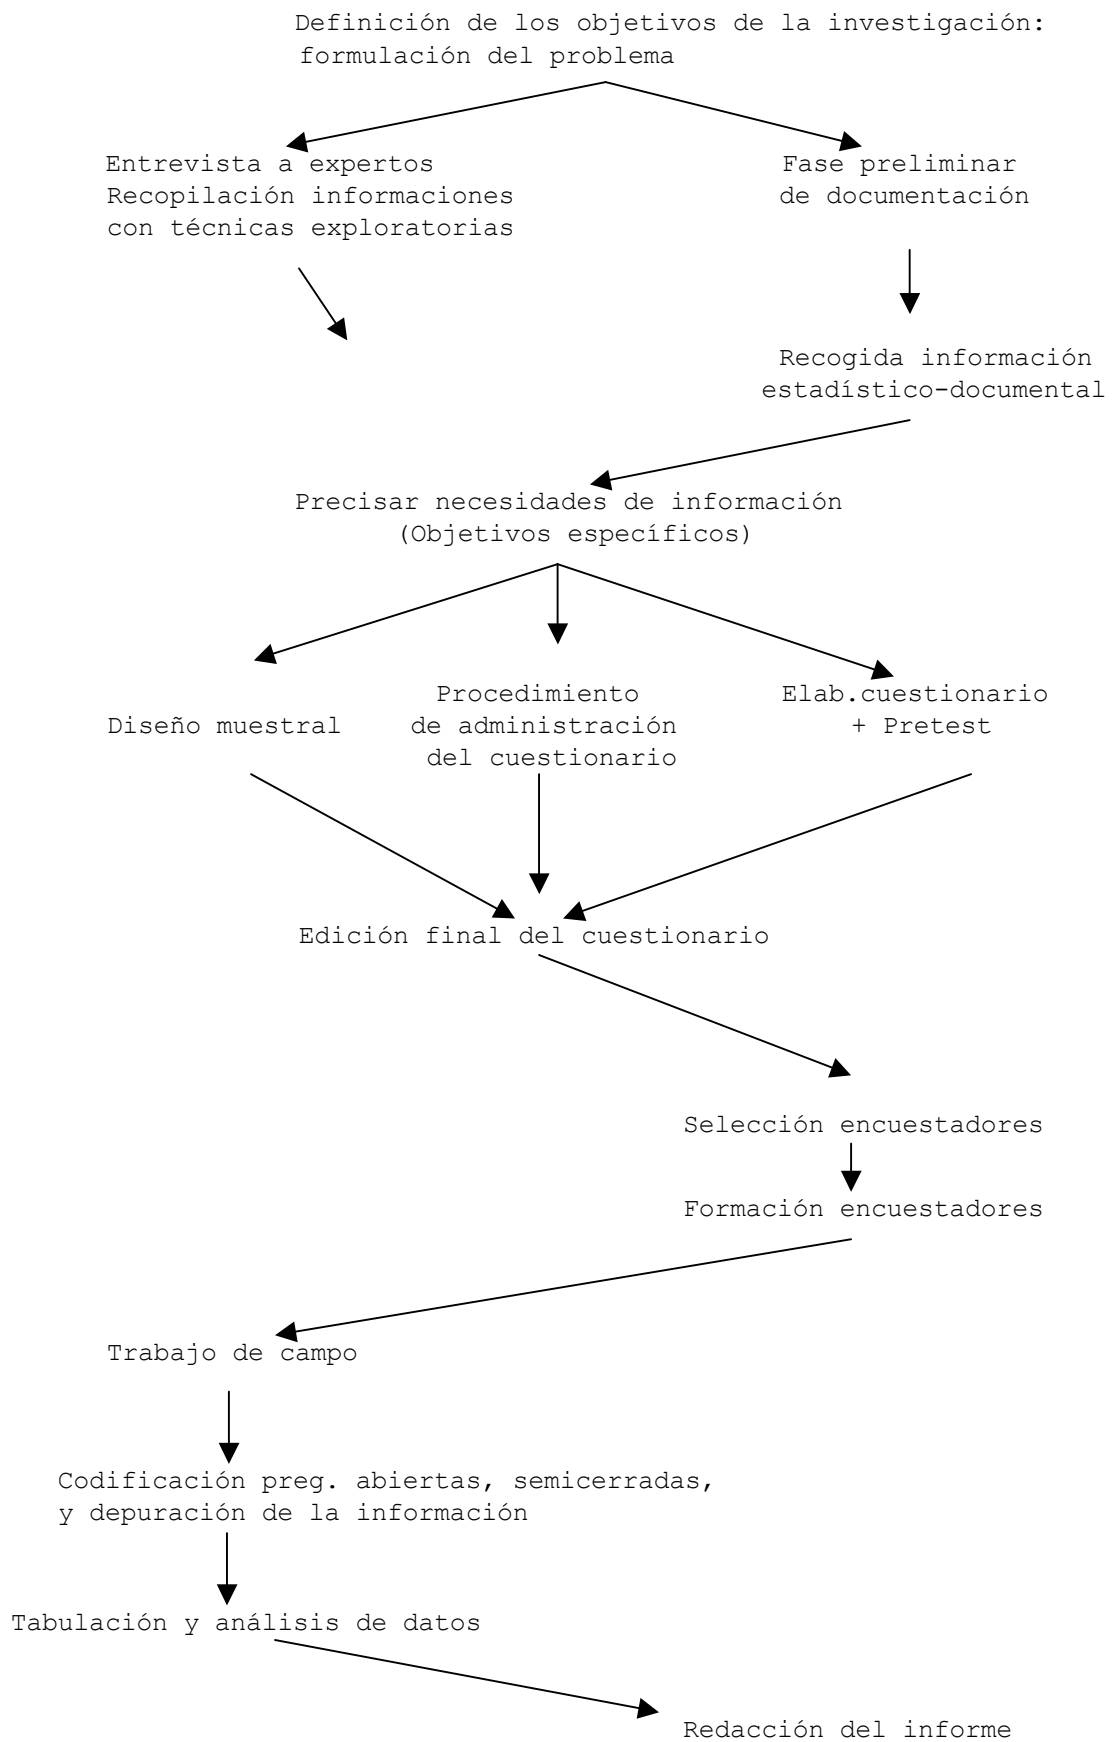 Definición de los objetivos de la investigación:
formulación del problema
Entrevista a expertos
Recopilación informaciones
con técnicas exploratorias
Fase preliminar
de documentación
Recogida información
estadístico-documental
Precisar necesidades de información
(Objetivos específicos)
Diseño muestral
Procedimiento
de administración
del cuestionario
Elab.cuestionario
+ Pretest
Edición final del cuestionario
Selección encuestadores
Formación encuestadores
Trabajo de campo
Codificación preg. abiertas, semicerradas,
y depuración de la información
Tabulación y análisis de datos
Redacción del informe